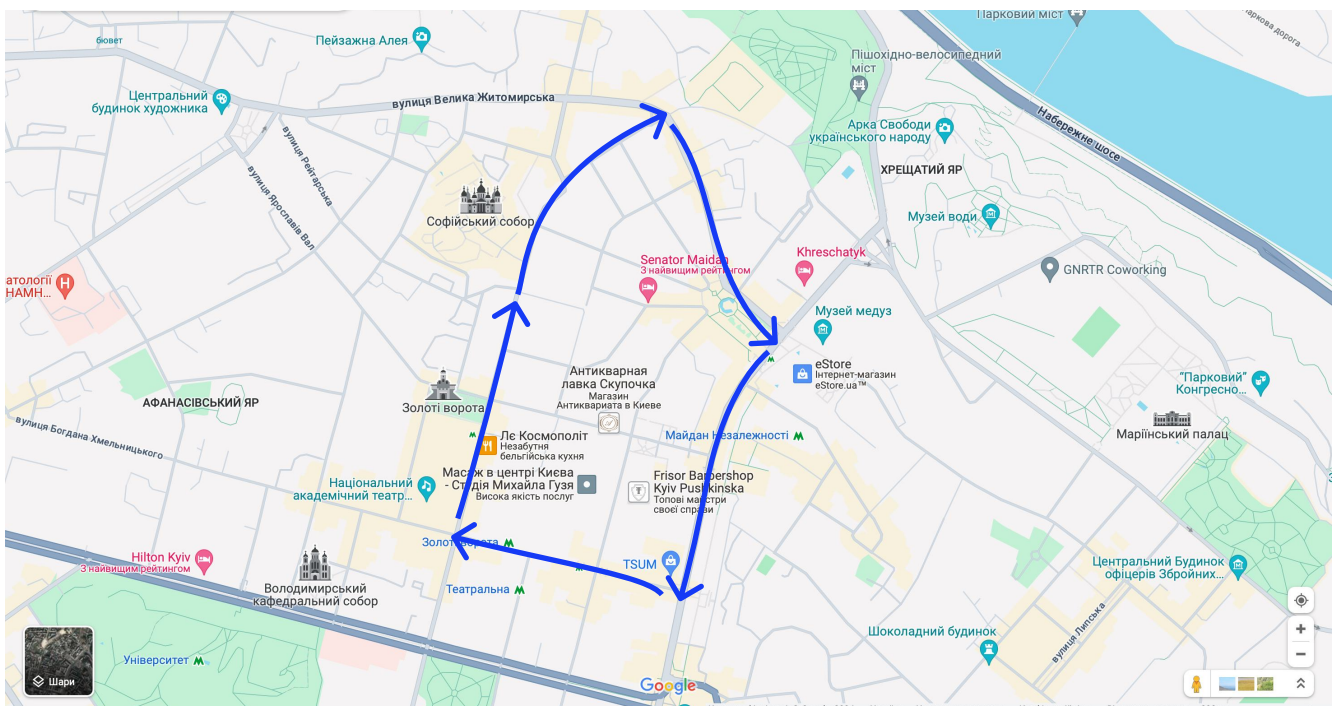 Парковий міст
паркова дорога
бювет
Пейзажна Алея
Пішохідно-велосипедний
міст
Центральний
будинок художника
вулиця Велика Житомирська
Набережне шосе
Арка Свободи
українського народу
вулиця Рейтарська
ХРЕЩАТИЙ ЯР
вулиця Ярославів Вал
Софійський собор
Музей води
Senator Maidan
З найвищим рейтингом
Khreschatyk
GNRTR Coworking
атології
НАМН...
Музей медуз
eStore
Інтернет-магазин
eStore.ua™
Антикварная
лавка Скупочка
Магазин
Антиквариата в Киеве
"Парковий"
Конгресно...
АФАНАСІВСЬКИЙ ЯР
Золоті ворота
Маріїнський палац
вулиця Богдана Хмельницького
Лє Космополіт
Незабутня
бельгійська кухня
Майдан Незалежності
Масаж в центрі Києва
- Студія Михайла Гузя
Висока якість послуг
Frisor Barbershop
Kyiv Pushkinska
Топові майстри
своєї справи
Національний
академічний театр...
Золоті ворота
TSUM
Hilton Kyiv
З найвищим рейтингом
Центральний Будинок
офіцерів Збройних...
Володимирський
кафедральний собор
Театральна
вулиця Липська
Шоколадний будинок
Університет
Шари
Google